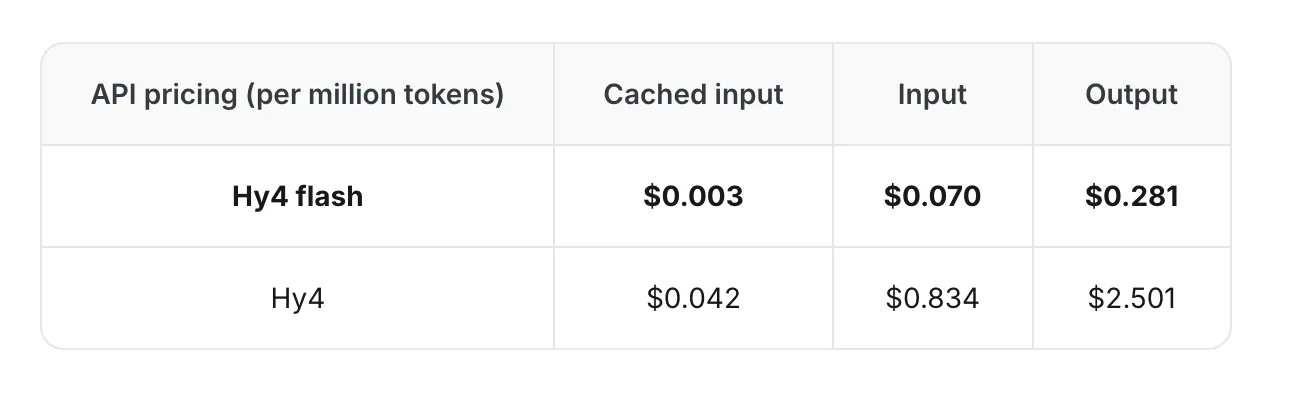 API pricing (per million tokens) Cached input Input Output
Hy4 flash $0.003 $0.070 $0.281
Hy4 $0.042 $0.834 $2.501